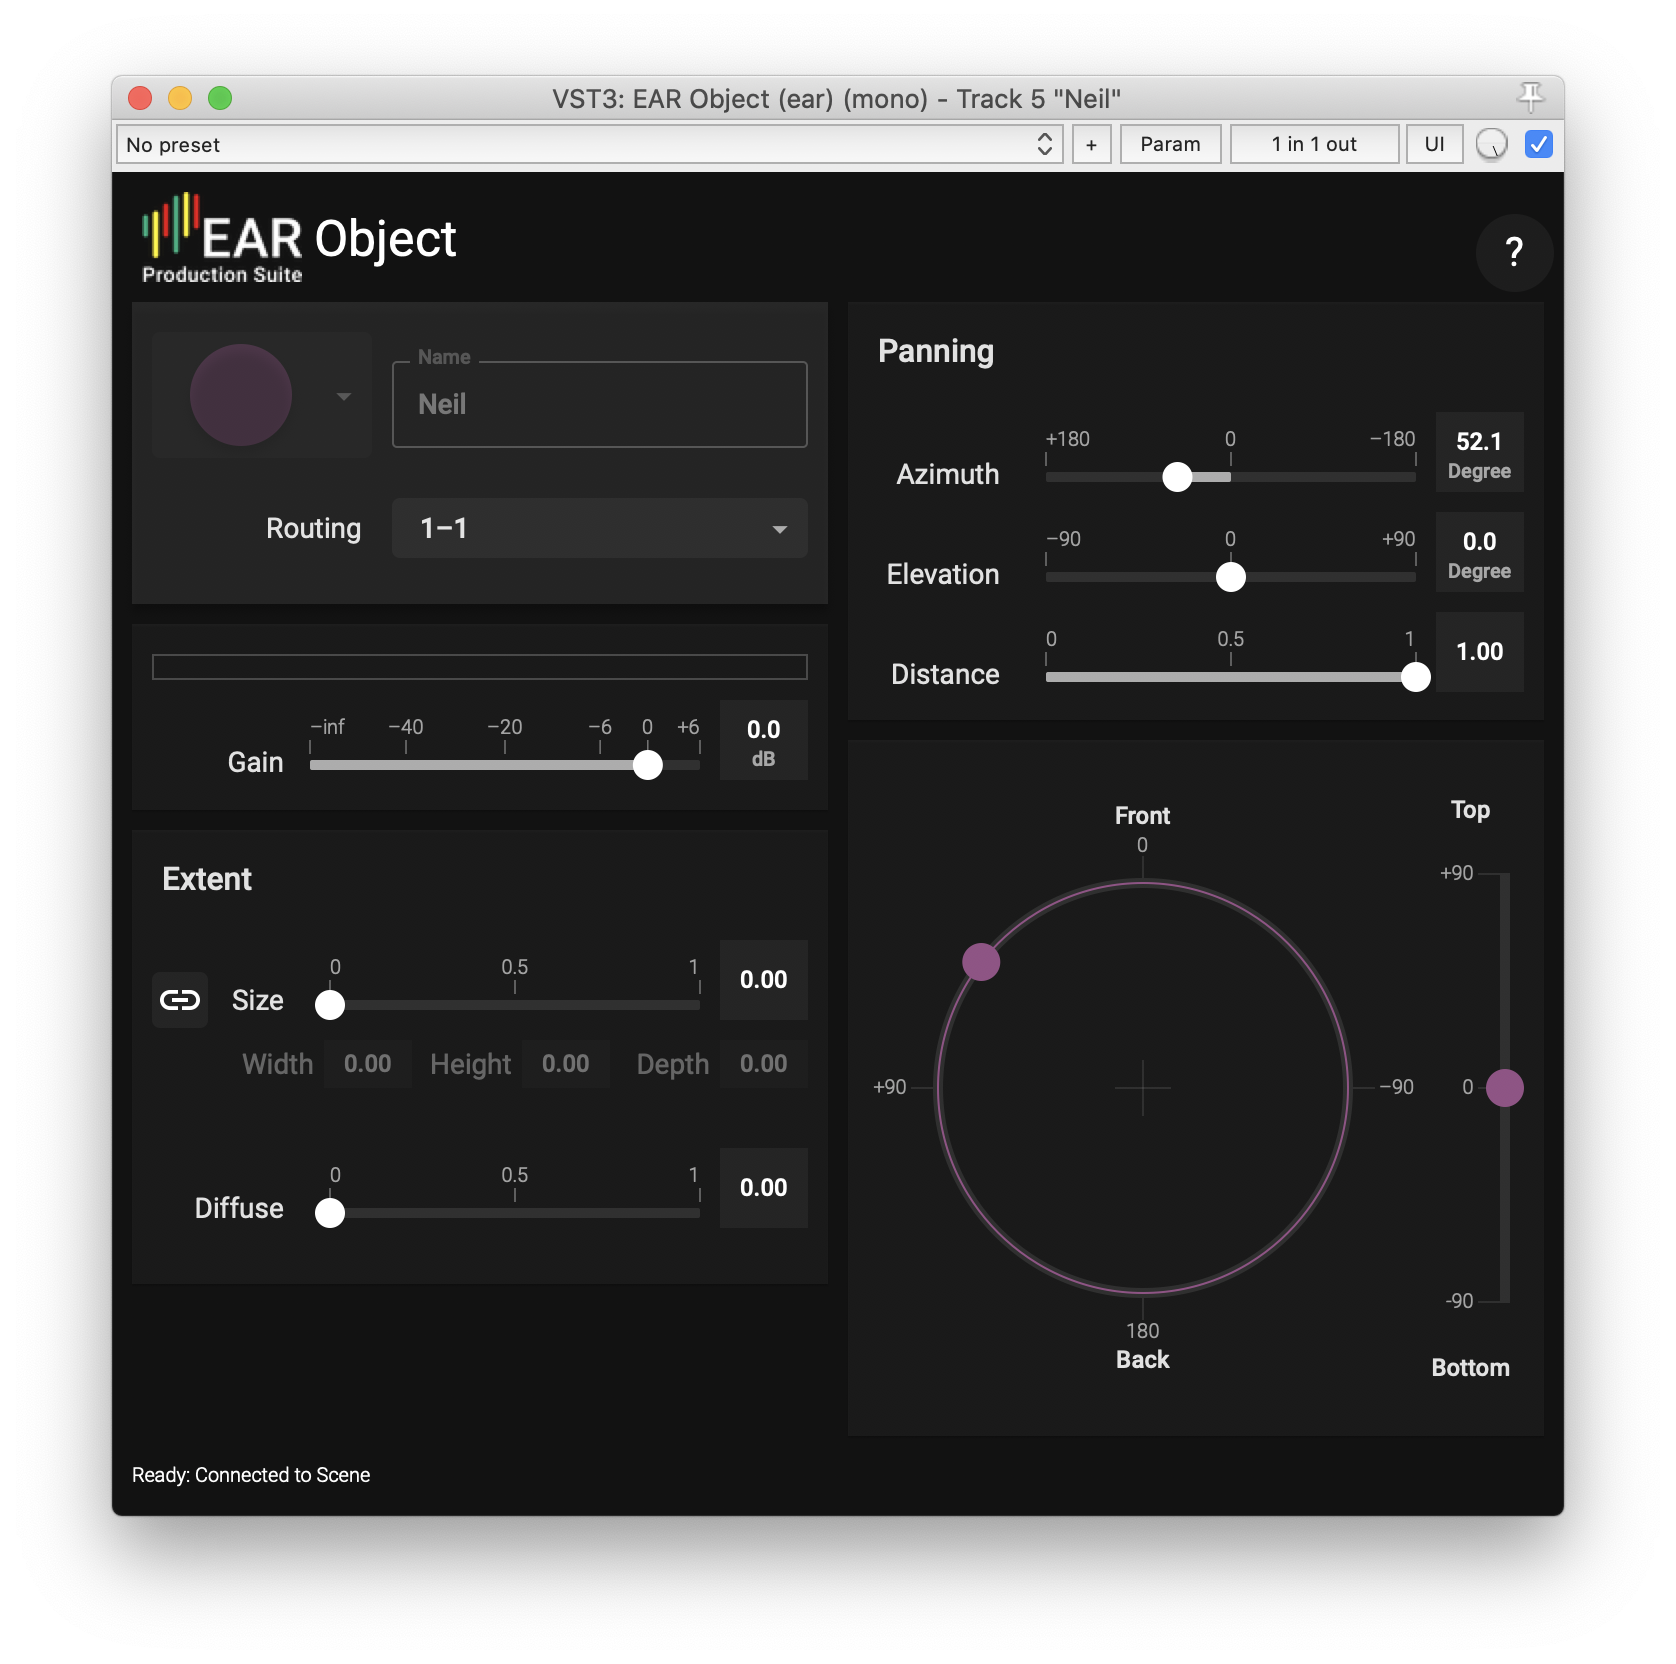 VST3: EAR Object (ear) (mono) - Track 5 "Neil"
No preset
+
Param
1 in 1 out
UI
EAR Object
Production Suite
?
Name
Neil
Routing
1–1
−inf −40 −20 −6 0 +6
Gain
0.0
dB
Extent
0 0.5 1
Size
0.00
Width 0.00 Height 0.00 Depth 0.00
0 0.5 1
Diffuse
0.00
Panning
+180 0 −180
Azimuth
52.1
Degree
−90 0 +90
Elevation
0.0
Degree
0 0.5 1
Distance
1.00
Front
0
+90
−90
180
Back
Top
+90
0
-90
Bottom
Ready: Connected to Scene